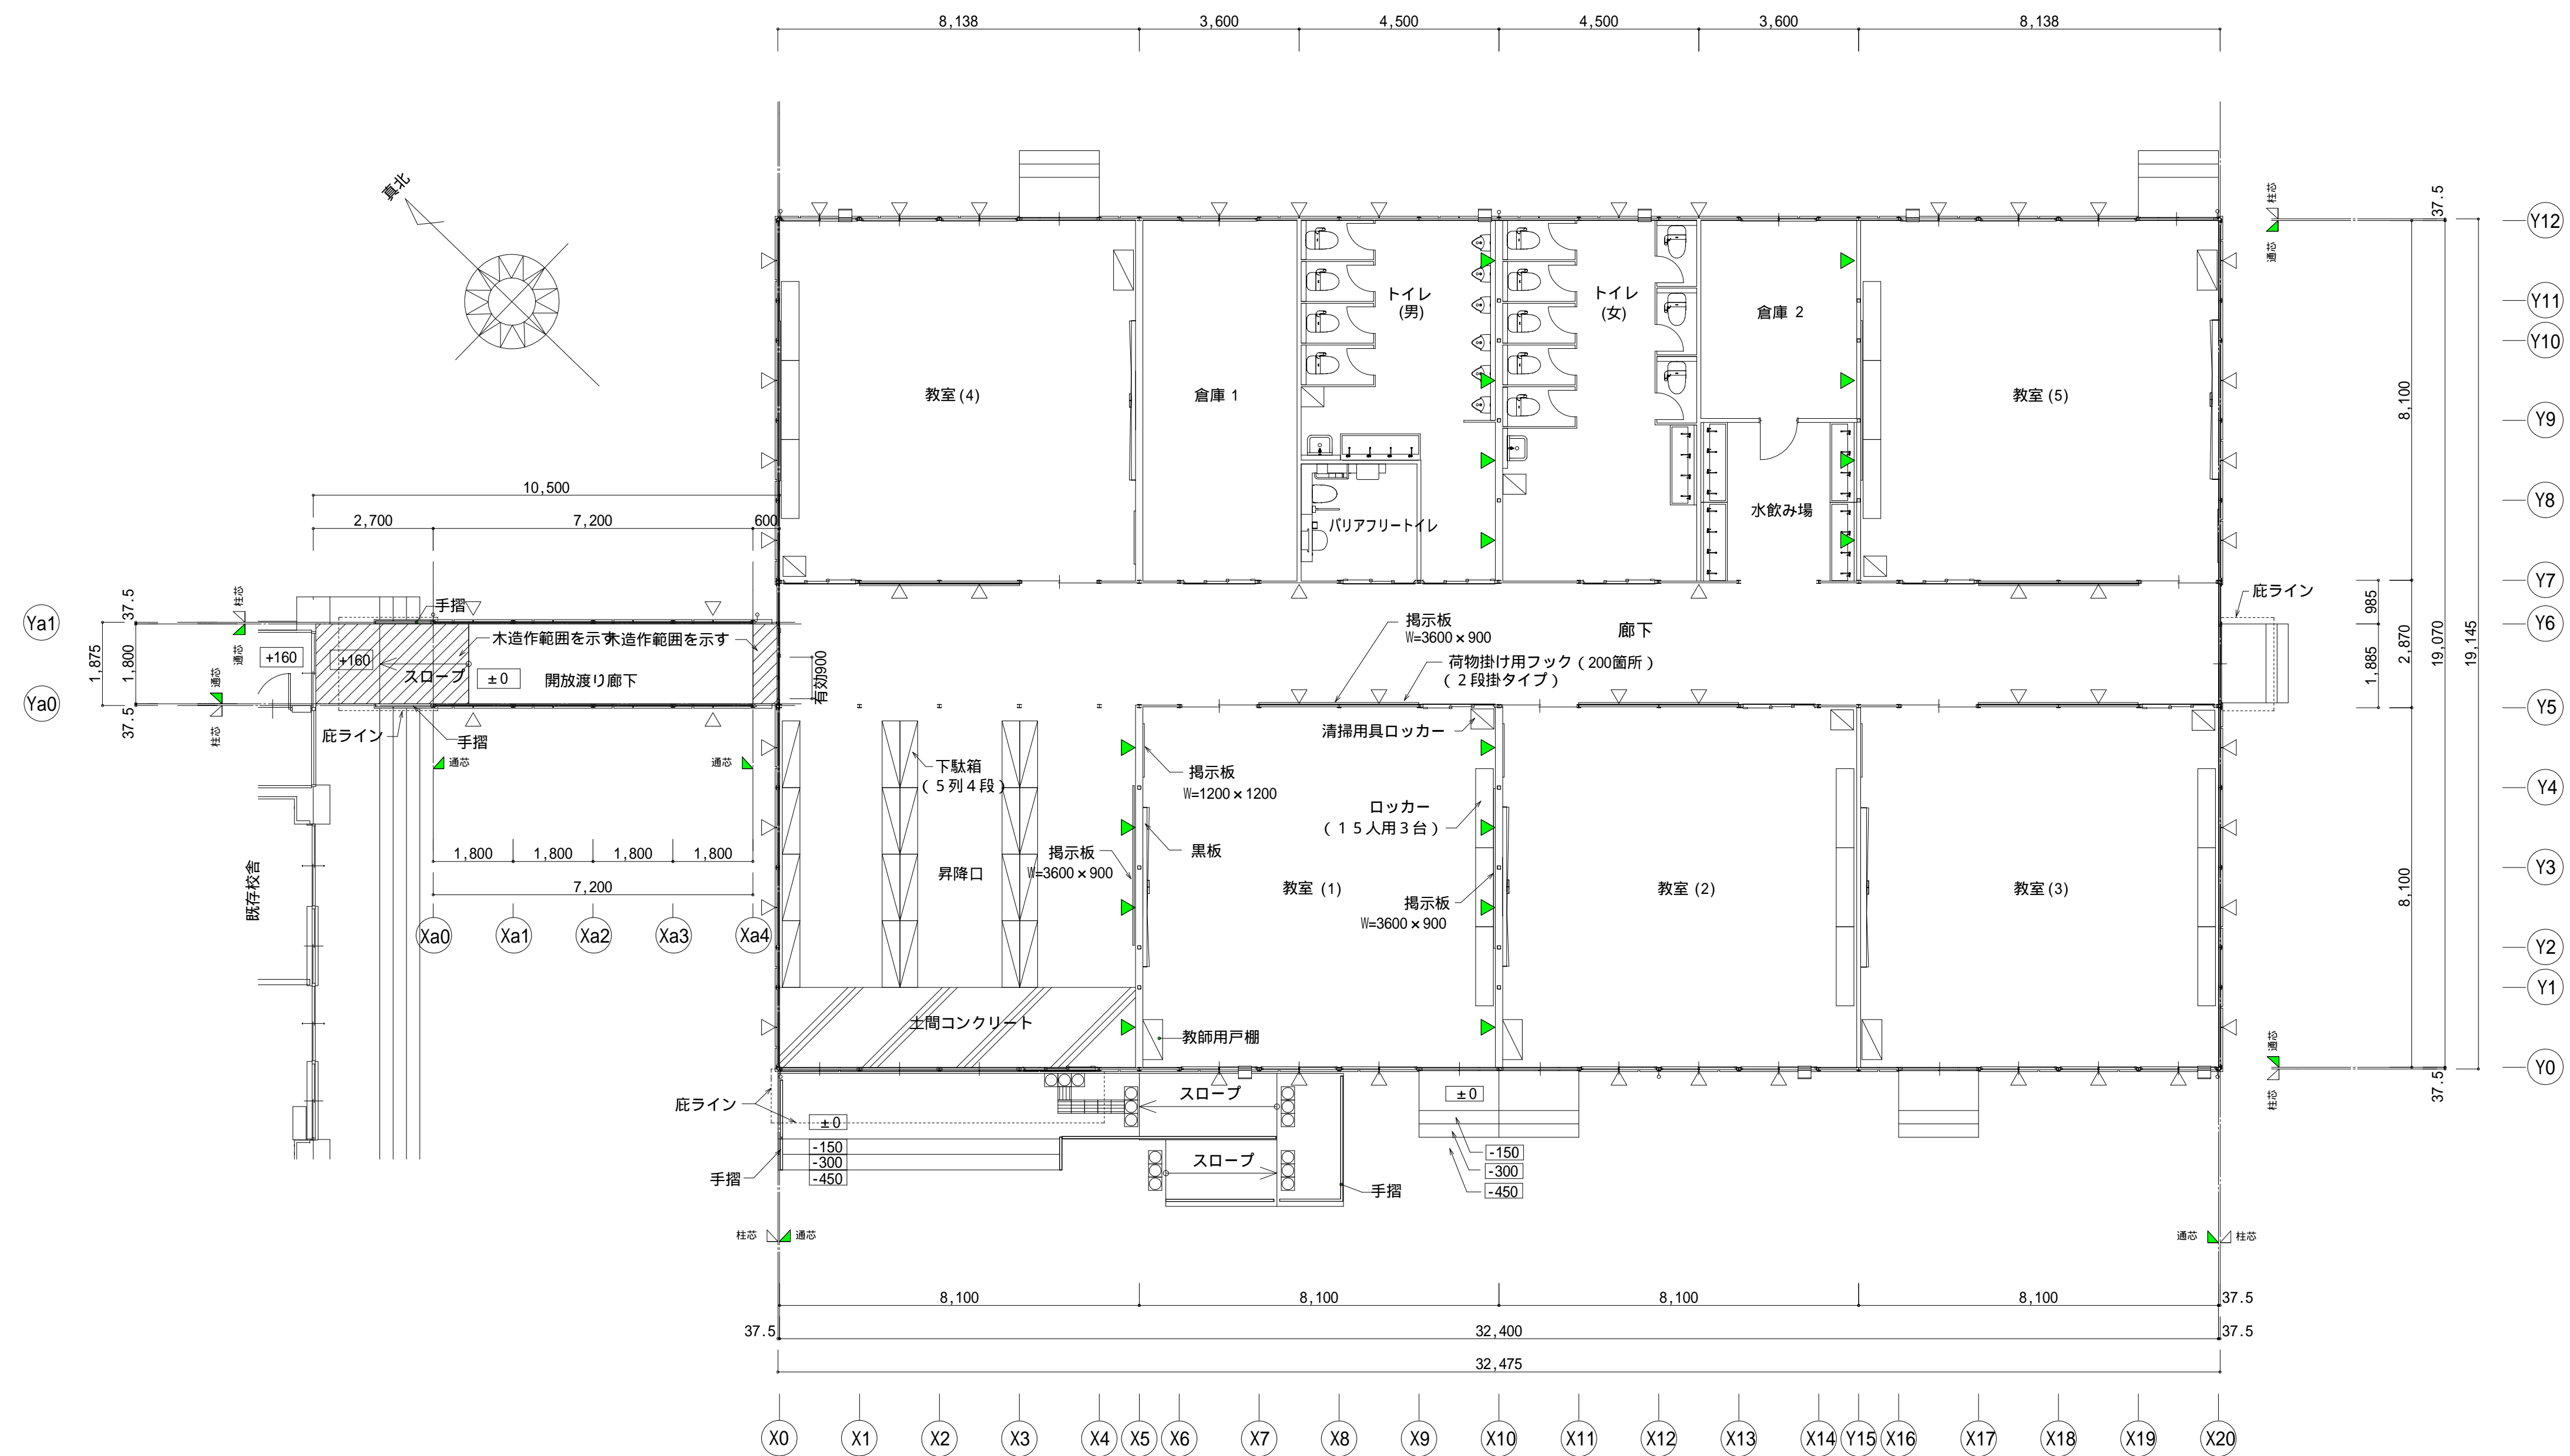 8,138
3,600
4,500
4,500
3,600
8,138
真北
柱芯
通芯
37.5
Y12
Y11
Y10
Y9
Y8
Y7
Y6
Y5
Y4
Y3
Y2
Y1
Y0
トイレ
(男)
トイレ
(女)
倉庫 2
教室(4)
倉庫 1
教室(5)
バリアフリートイレ
水飲み場
8,100
985
2,870
1,885
19,070
19,145
8,100
37.5
通芯
柱芯
10,500
2,700
7,200
600
Ya1
Ya0
37.5
1,875
1,800
37.5
柱芯
通芯
通芯
柱芯
手摺
木造作範囲を示す
木造作範囲を示す
+160
+160
スロープ
±0
開放渡り廊下
有効900
庇ライン
手摺
通芯
通芯
掲示板
W=3600×900
廊下
荷物掛け用フック(200箇所)
(2段掛タイプ)
庇ライン
清掃用具ロッカー
下駄箱
(5列4段)
掲示板
W=1200×1200
ロッカー
(15人用3台)
黒板
掲示板
W=3600×900
昇降口
教室 (1)
教室 (2)
教室(3)
掲示板
W=3600×900
既存校舎
1,800
1,800
1,800
1,800
7,200
Xa0
Xa1
Xa2
Xa3
Xa4
土間コンクリート
教師用戸棚
庇ライン
±0
-150
-300
-450
手摺
スロープ
スロープ
手摺
±0
-150
-300
-450
柱芯
通芯
通芯
柱芯
8,100
8,100
8,100
8,100
37.5
37.5
32,400
37.5
32,475
X0
X1
X2
X3
X4
X5
X6
X7
X8
X9
X10
X11
X12
X13
X14
Y15
X16
X17
X18
X19
X20